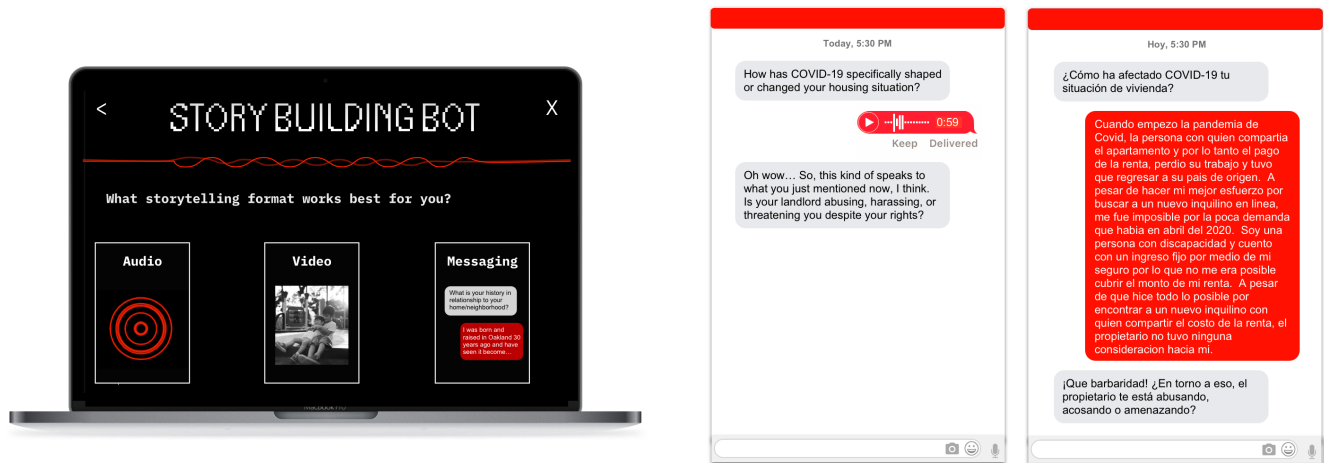 < STORY BUILDING BOT X
What storytelling format works best for you?
Audio
Video
Messaging
What is your history in
relationship to your
home/neighborhood?
I was born and
raised in Oakland 30
years ago and have
seen it become...
MacBook Pro
Today, 5:30 PM
How has COVID-19 specifically shaped
or changed your housing situation?
0:59
Keep Delivered
Oh wow… So, this kind of speaks to
what you just mentioned now, I think.
Is your landlord abusing, harassing, or
threatening you despite your rights?
Hoy, 5:30 PM
¿Cómo ha afectado COVID-19 tu
situación de vivienda?
Cuando empezo la pandemia de
Covid, la persona con quien compartia
el apartamento y por lo tanto el pago
de la renta, perdio su trabajo y tuvo
que regresar a su pais de origen. A
pesar de hacer mi mejor esfuerzo por
buscar a un nuevo inquilino en linea,
me fue imposible por la poca demanda
que habia en abril del 2020. Soy una
persona con discapacidad y cuento
con un ingreso fijo por medio de mi
seguro por lo que no me era posible
cubrir el monto de mi renta. A pesar
de que hice todo lo posible por
encontrar a un nuevo inquilino con
quien compartir el costo de la renta, el
propietario no tuvo ninguna
consideracion hacia mi.
¡Que barbaridad! ¿En torno a eso, el
propietario te está abusando,
acosando o amenazando?